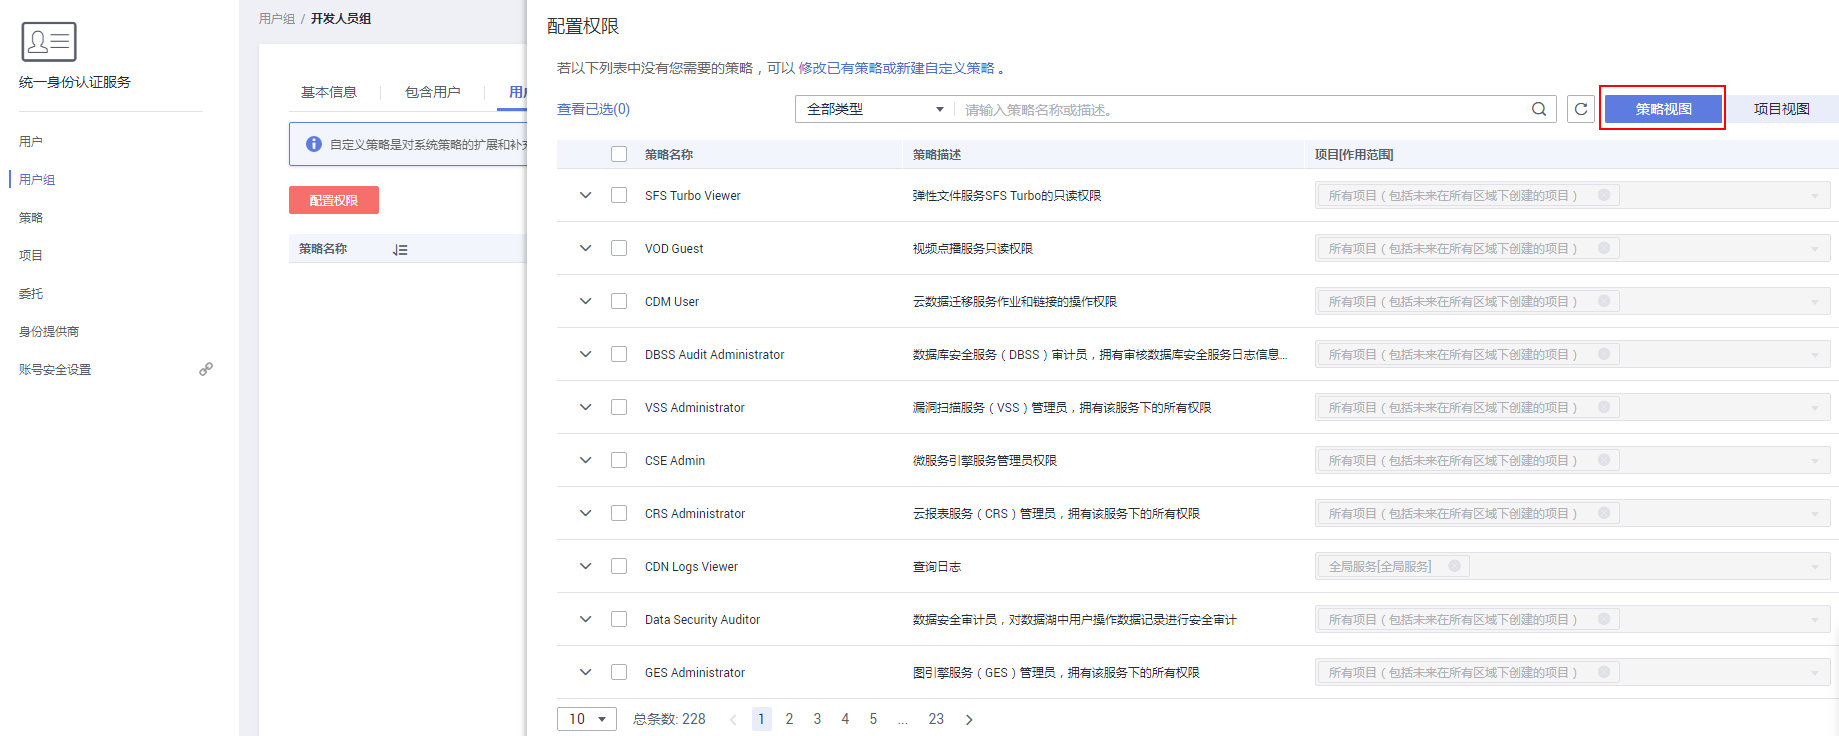 统一身份认证服务
用户
用户组
策略
项目
委托
身份提供商
账号安全设置
用户组 / 开发人员组
基本信息 包含用户
自定义策略是对系统策略的扩展和补
配置权限
策略名称
配置权限
若以下列表中没有您需要的策略，可以 修改已有策略或新建自定义策略 。
查看已选(0) 全部类型 请输入策略名称或描述。 策略视图 项目视图
策略名称 策略描述 项目[作用范围]
SFS Turbo Viewer 弹性文件服务SFS Turbo的只读权限 所有项目（包括未来在所有区域下创建的项目）
VOD Guest 视频点播服务只读权限 所有项目（包括未来在所有区域下创建的项目）
CDM User 云数据迁移服务作业和链接的操作权限 所有项目（包括未来在所有区域下创建的项目）
DBSS Audit Administrator 数据库安全服务（DBSS）审计员，拥有审核数据库安全服务日志信息... 所有项目（包括未来在所有区域下创建的项目）
VSS Administrator 漏洞扫描服务（VSS）管理员，拥有该服务下的所有权限 所有项目（包括未来在所有区域下创建的项目）
CSE Admin 微服务引擎服务管理员权限 所有项目（包括未来在所有区域下创建的项目）
CRS Administrator 云报表服务（CRS）管理员，拥有该服务下的所有权限 所有项目（包括未来在所有区域下创建的项目）
CDN Logs Viewer 查询日志 全局服务[全局服务]
Data Security Auditor 数据安全审计员，对数据湖中用户操作数据记录进行安全审计 所有项目（包括未来在所有区域下创建的项目）
GES Administrator 图引擎服务（GES）管理员，拥有该服务下的所有权限 所有项目（包括未来在所有区域下创建的项目）
10 总条数: 228 < 1 2 3 4 5 ... 23 >